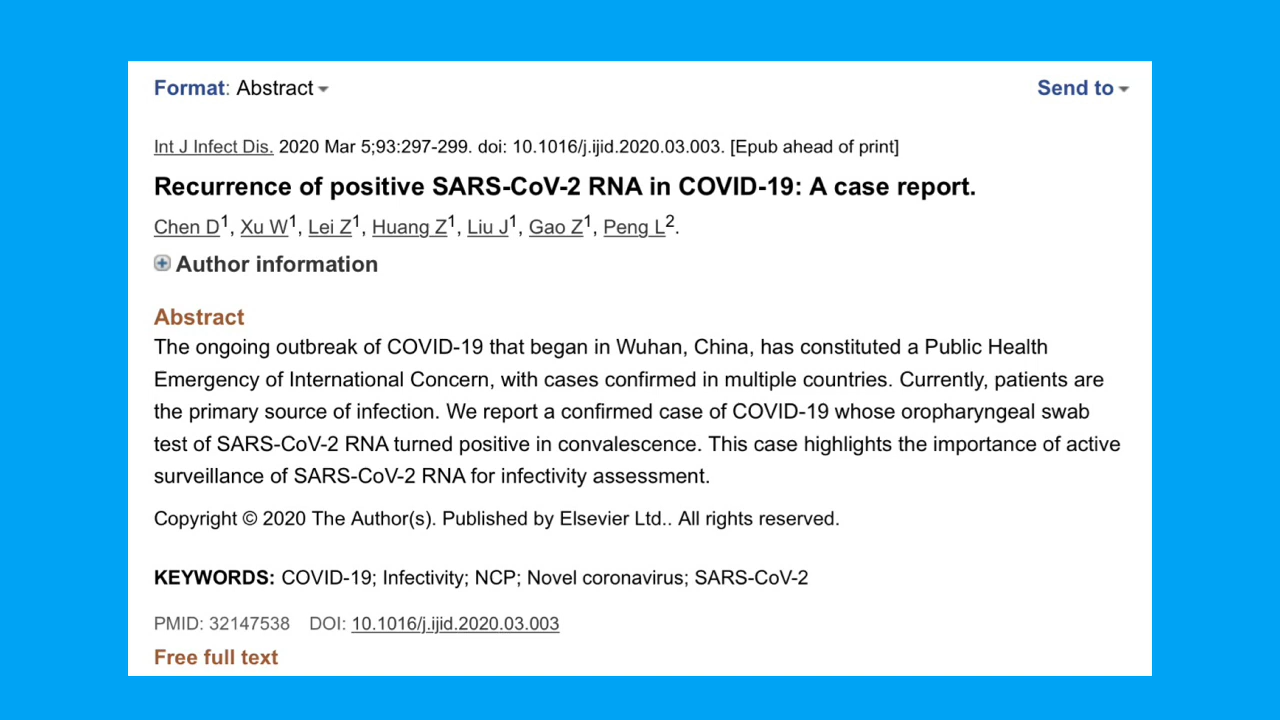 Format: Abstract
Send to
Int J Infect Dis. 2020 Mar 5;93:297-299. doi: 10.1016/j.ijid.2020.03.003. [Epub ahead of print]
Recurrence of positive SARS-CoV-2 RNA in COVID-19: A case report.
Chen D1, Xu W1, Lei Z1, Huang Z1, Liu J1, Gao Z1, Peng L2.
Author information
Abstract
The ongoing outbreak of COVID-19 that began in Wuhan, China, has constituted a Public Health
Emergency of International Concern, with cases confirmed in multiple countries. Currently, patients are
the primary source of infection. We report a confirmed case of COVID-19 whose oropharyngeal swab
test of SARS-CoV-2 RNA turned positive in convalescence. This case highlights the importance of active
surveillance of SARS-CoV-2 RNA for infectivity assessment.
Copyright © 2020 The Author(s). Published by Elsevier Ltd.. All rights reserved.
KEYWORDS: COVID-19; Infectivity; NCP; Novel coronavirus; SARS-CoV-2
PMID: 32147538 DOI: 10.1016/j.ijid.2020.03.003
Free full text